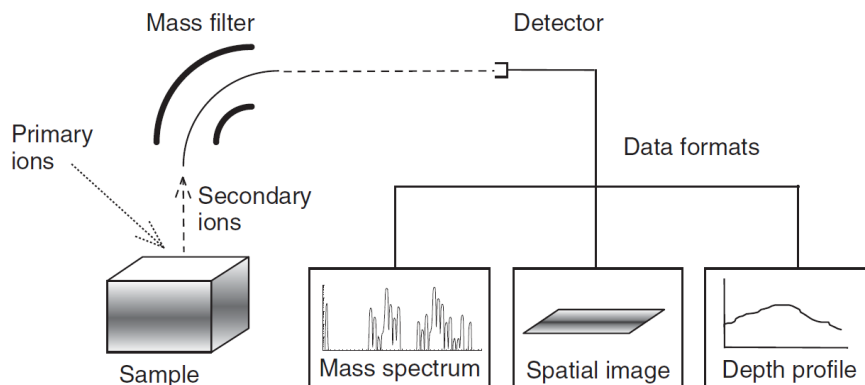 Mass filter
Detector
Primary
ions
Secondary
ions
Data formats
Sample
Mass spectrum
Spatial image
Depth profile